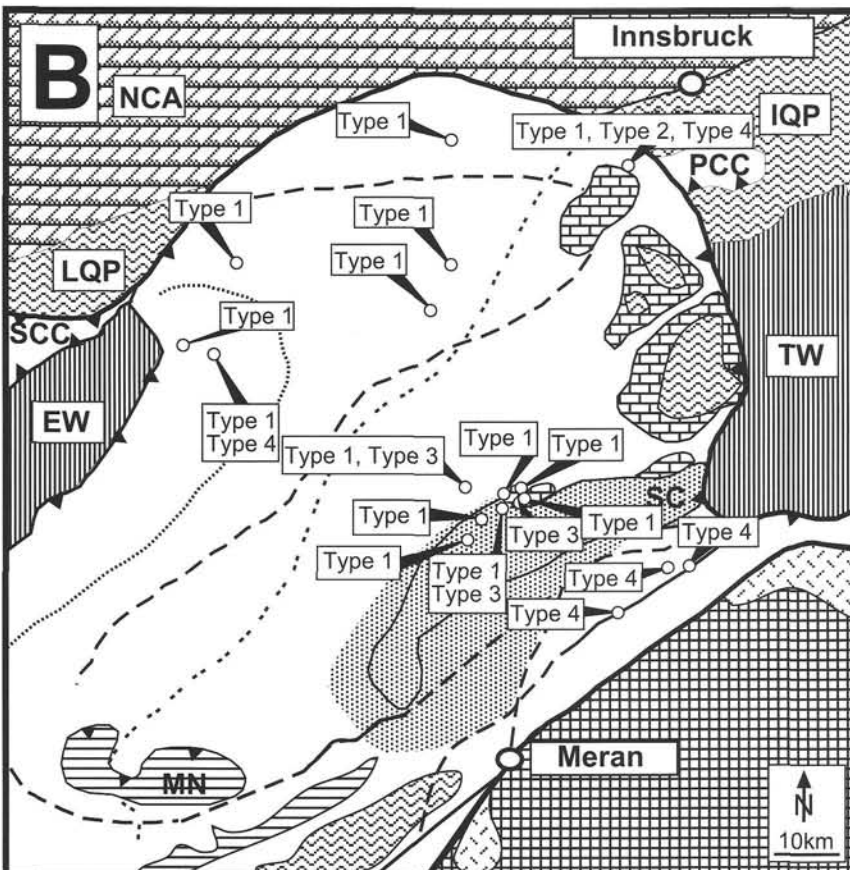 B
Innsbruck
NCA
IQP
Type 1
Type 1, Type 2, Type 4
PCC
Type 1
Type 1
LQP
Type 1
SCC
Type 1
TW
EW
Type 1
Type 4
Type 1
Type 1
Type 1, Type 3
SC
Type 1
Type 1
Type 3
Type 4
Type 1
Type 1
Type 3
Type 4
Type 4
Meran
MN
N
10km